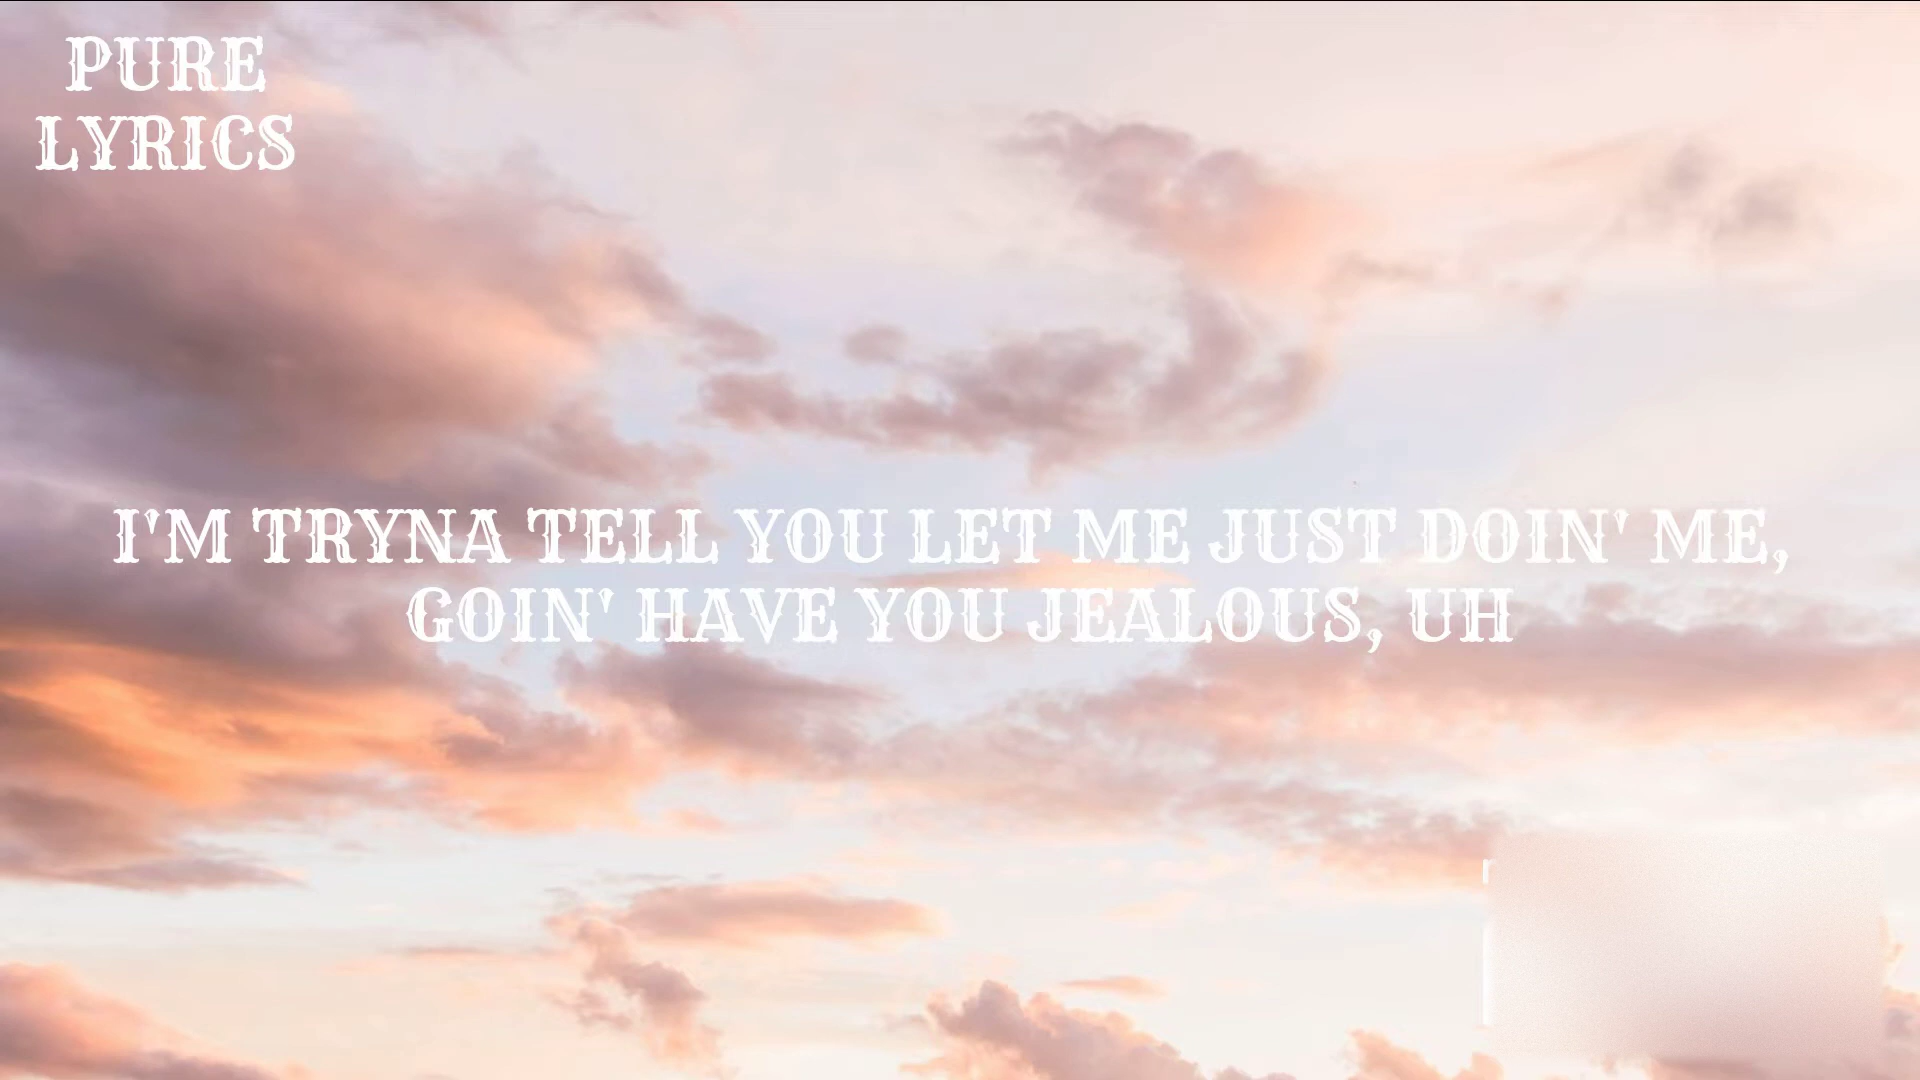 PURE
LYRICS
I'M TRYNA TELL YOU LET ME JUST DOIN' ME,
GOIN' HAVE YOU JEALOUS, UH